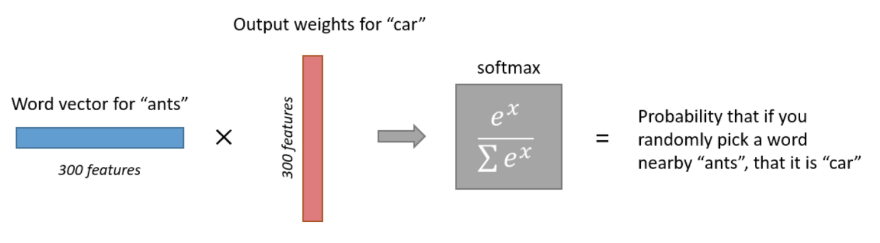 Output weights for “car”
softmax
Word vector for “ants”
300 features
×
300 features
e^x
∑ e^x
=
Probability that if you
randomly pick a word
nearby “ants”, that it is “car”